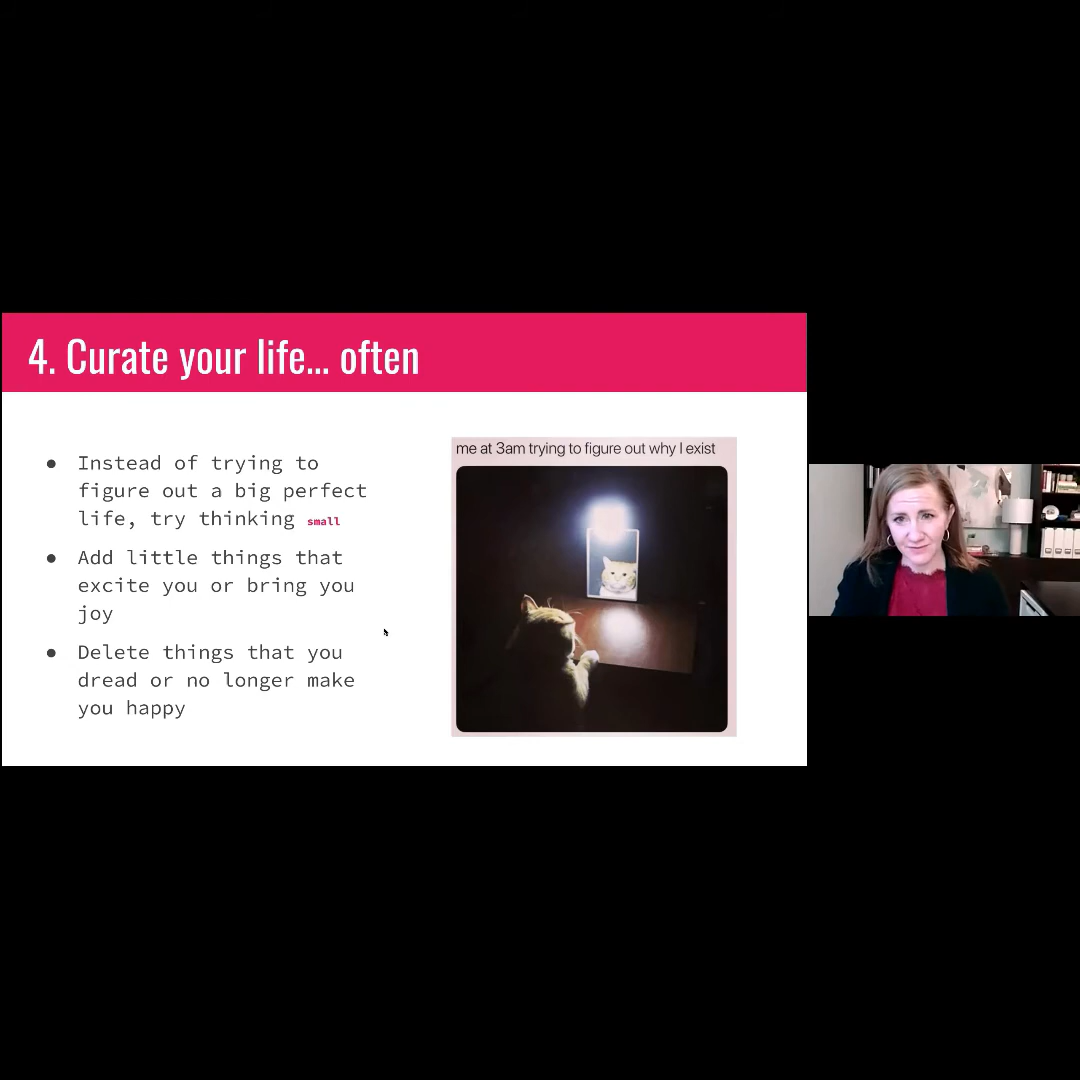 4. Curate your life... often
● Instead of trying to
figure out a big perfect
life, try thinking small
● Add little things that
excite you or bring you
joy
● Delete things that you
dread or no longer make
you happy
me at 3am trying to figure out why I exist